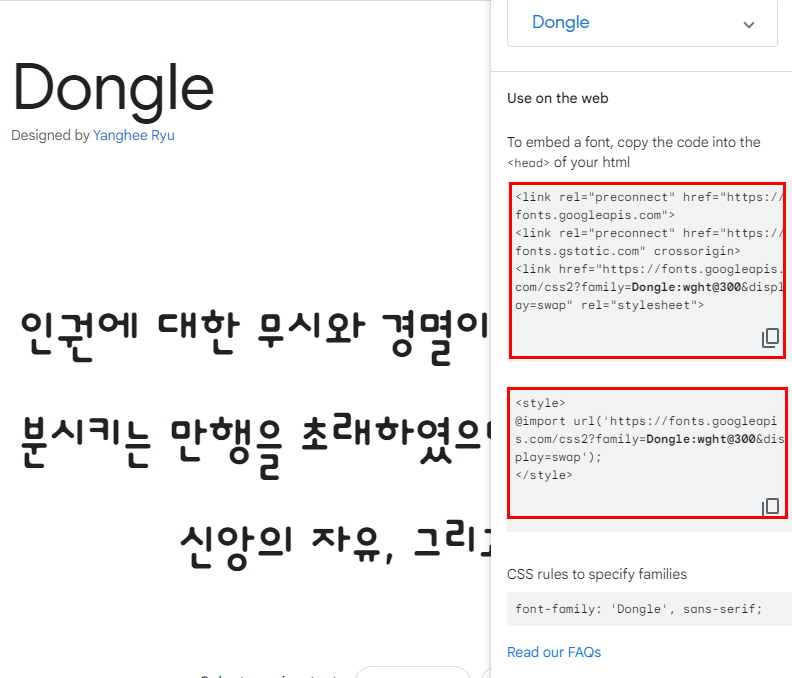 Dongle
Designed by Yanghee Ryu
인권에 대한 무시와 경멸이
분시키는 만행을 초래하였으
신앙의 자유, 그리고
Dongle
Use on the web
To embed a font, copy the code into the
<head> of your html
<link rel="preconnect" href="https://
fonts.googleapis.com">
<link rel="preconnect" href="https://
fonts.gstatic.com" crossorigin>
<link href="https://fonts.googleapis.
com/css2?family=Dongle:wght@300&displ
ay=swap" rel="stylesheet">
<style>
@import url('https://fonts.googleapi
s.com/css2?family=Dongle:wght@300&dis
play=swap');
</style>
CSS rules to specify families
font-family: 'Dongle', sans-serif;
Read our FAQs